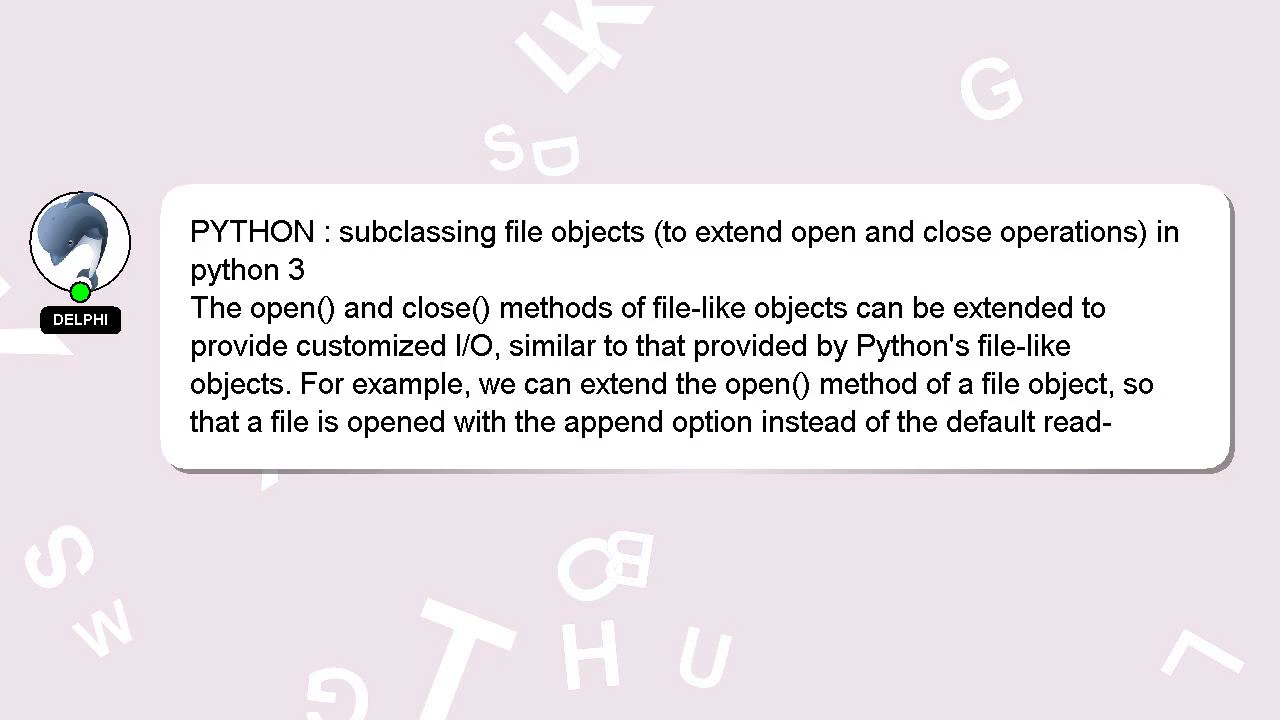 PYTHON : subclassing file objects (to extend open and close operations) in
python 3
The open() and close() methods of file-like objects can be extended to
provide customized I/O, similar to that provided by Python's file-like
objects. For example, we can extend the open() method of a file object, so
that a file is opened with the append option instead of the default read-
DELPHI
L
K
G
S
D
S
W
G
T
C
B
H
U
L